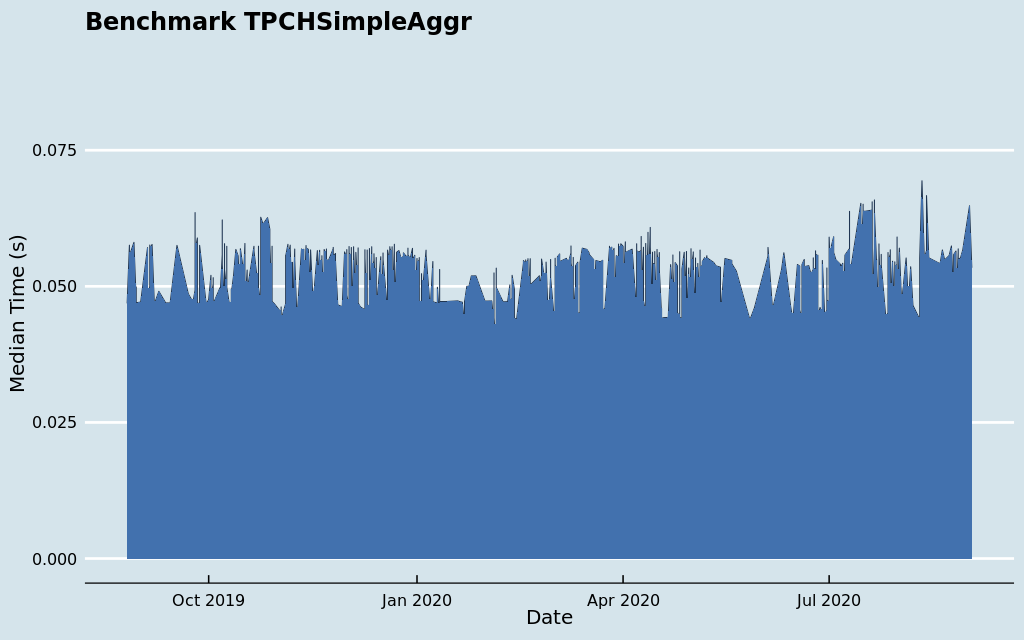 Benchmark TPCHSimpleAggr
0.075
0.050
0.025
0.000
Median Time (s)
Oct 2019 Jan 2020 Apr 2020 Jul 2020
Date